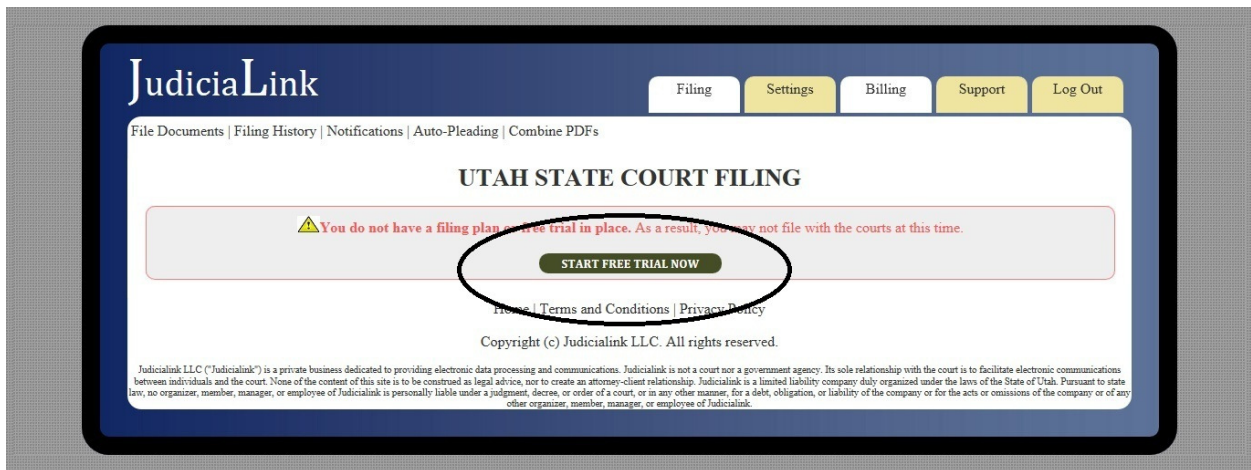 JudiciaLink
Filing Settings Billing Support Log Out
File Documents | Filing History | Notifications | Auto-Pleading | Combine PDFs
UTAH STATE COURT FILING
You do not have a filing plan or free trial in place. As a result, you may not file with the courts at this time.
START FREE TRIAL NOW
Home | Terms and Conditions | Privacy Policy
Copyright (c) Judicialink LLC. All rights reserved.
Judicialink LLC ("Judicialink") is a private business dedicated to providing electronic data processing and communications. Judicialink is not a court nor a government agency. Its sole relationship with the court is to facilitate electronic communications
between individuals and the court. None of the content of this site is to be construed as legal advice, nor to create an attorney-client relationship. Judicialink is a limited liability company duly organized under the laws of the State of Utah. Pursuant to state
law, no organizer, member, manager, or employee of Judicialink is personally liable under a judgment, decree, or order of a court, or in any other manner, for a debt, obligation, or liability of the company or for the acts or omissions of the company or of any
other organizer, member, manager, or employee of Judicialink.